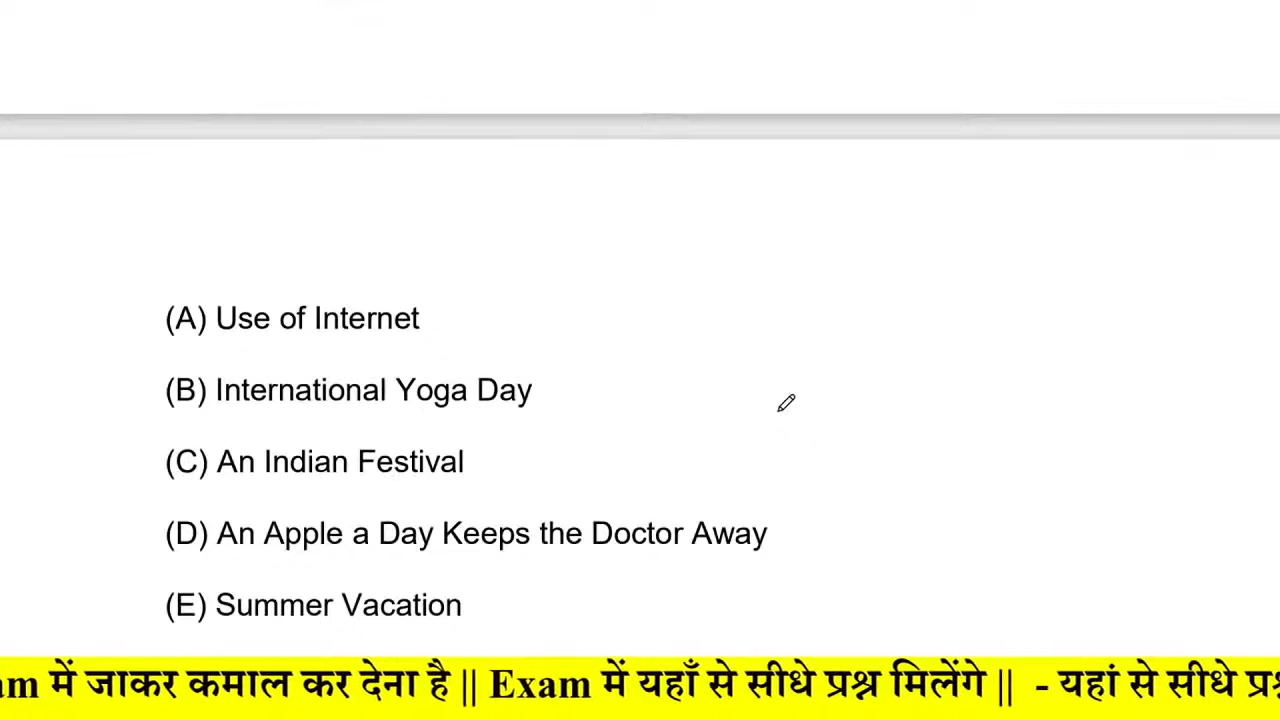 (A) Use of Internet
(B) International Yoga Day
(C) An Indian Festival
(D) An Apple a Day Keeps the Doctor Away
(E) Summer Vacation
में जाकर कमाल कर देना है || Exam में यहाँ से सीधे प्रश्न मिलेंगे || - यहां से सीधे